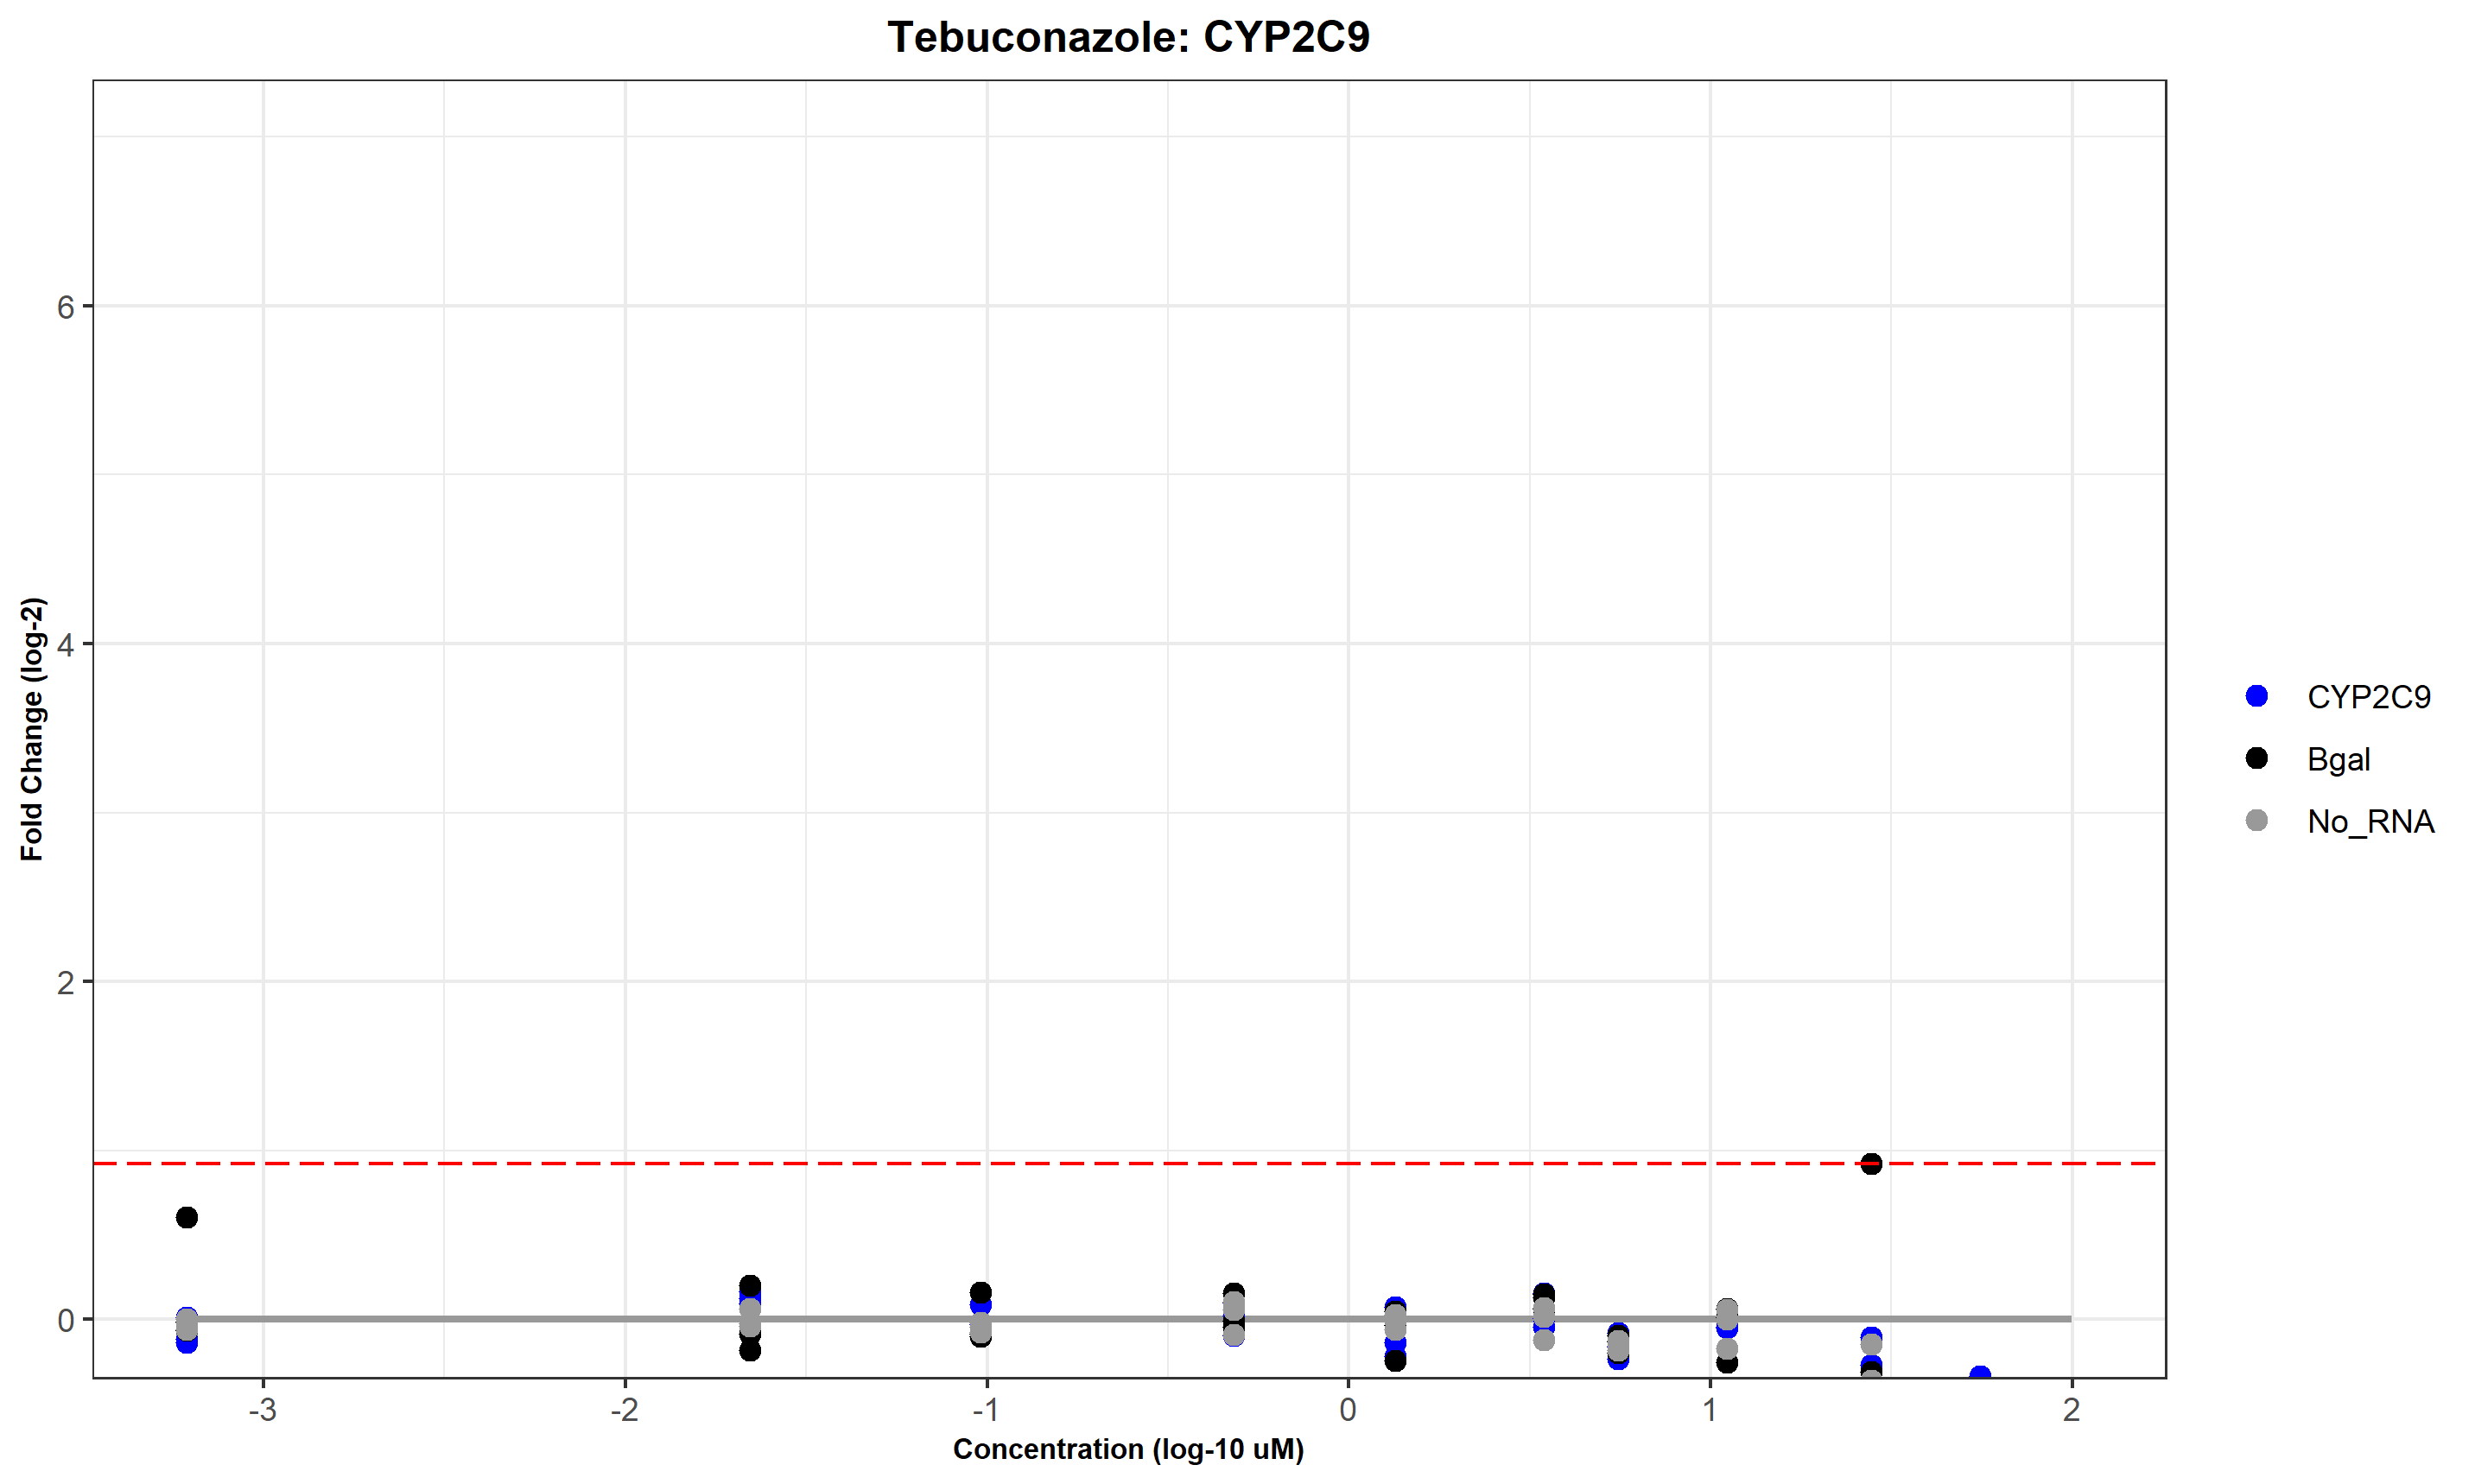 Tebuconazole: CYP2C9
Fold Change (log-2)
6
4
2
0
-3
-2
-1
0
1
2
Concentration (log-10 uM)
CYP2C9
Bgal
No_RNA